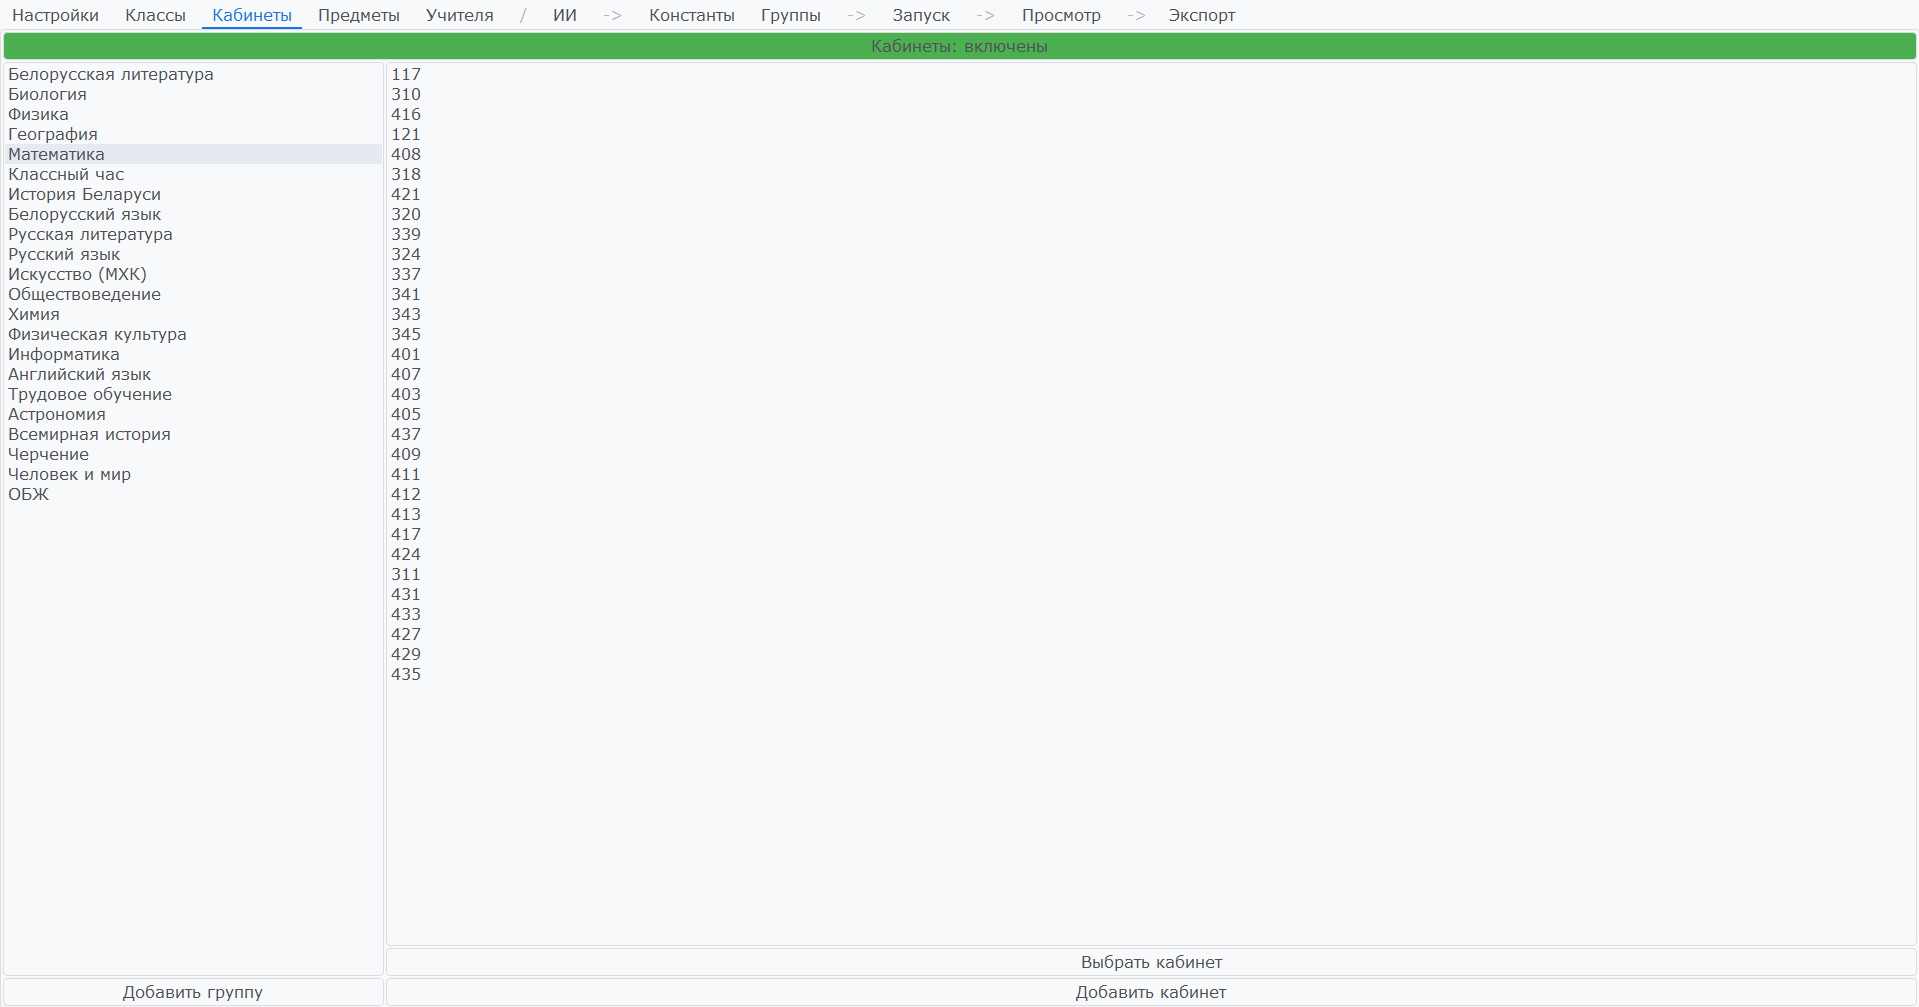 Настройки Классы Кабинеты Предметы Учителя / ИИ -> Константы Группы -> Запуск -> Просмотр -> Экспорт
Кабинеты: включены
Белорусская литература
Биология
Физика
География
Математика
Классный час
История Беларуси
Белорусский язык
Русская литература
Русский язык
Искусство (МХК)
Обществоведение
Химия
Физическая культура
Информатика
Английский язык
Трудовое обучение
Астрономия
Всемирная история
Черчение
Человек и мир
ОБЖ
Добавить группу
117
310
416
121
408
318
421
320
339
324
337
341
343
345
401
407
403
405
437
409
411
412
413
417
424
311
431
433
427
429
435
Выбрать кабинет
Добавить кабинет